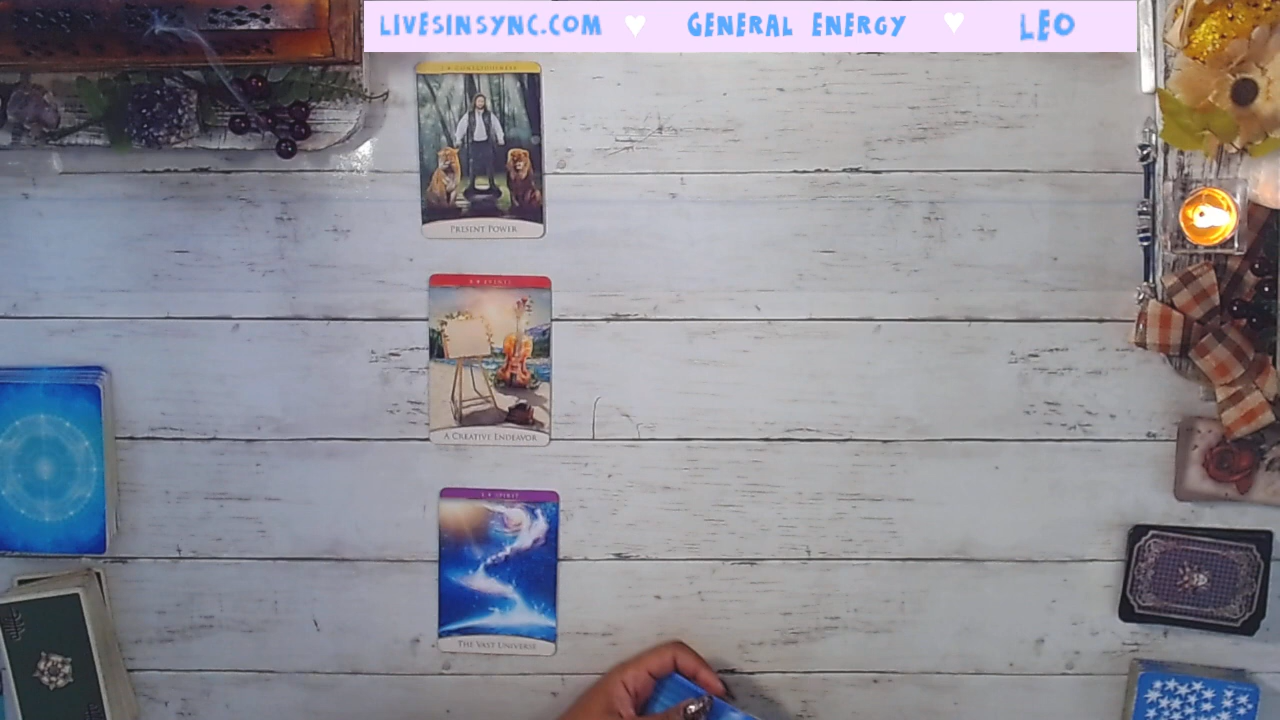 LIVESINSYNC.COM ♥ GENERAL ENERGY ♥ LEO
PRESENT POWER
A CREATIVE ENDEAVOR
THE VAST UNIVERSE